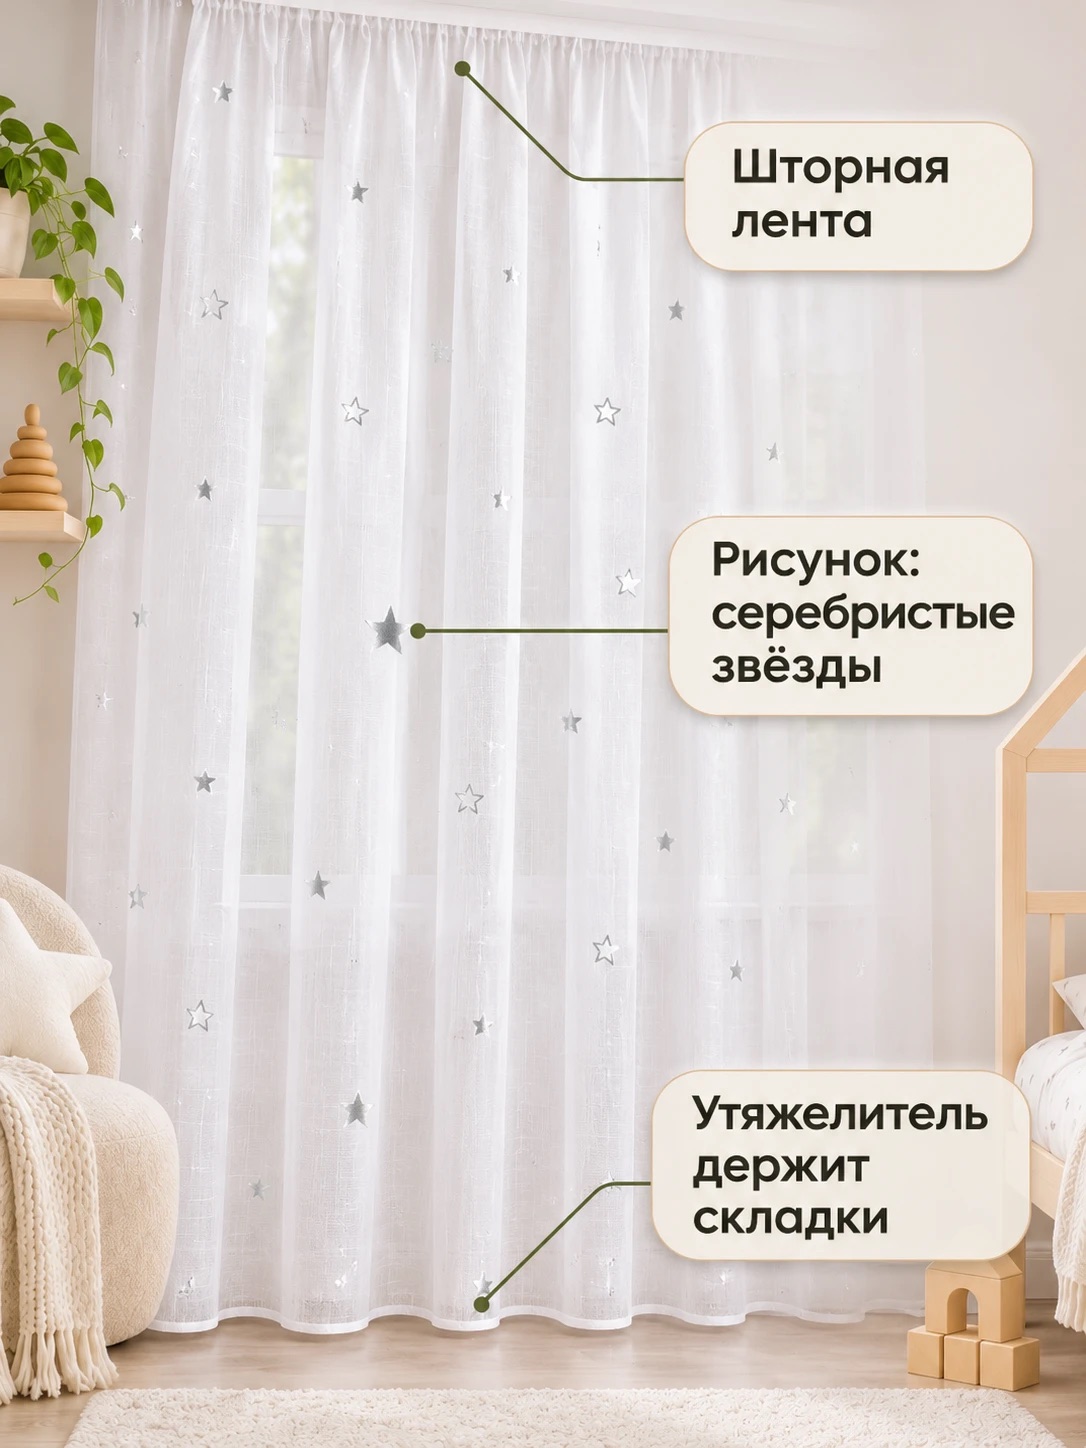 Шторная
лента
Рисунок:
серебристые
звёзды
Утяжелитель
держит
складки